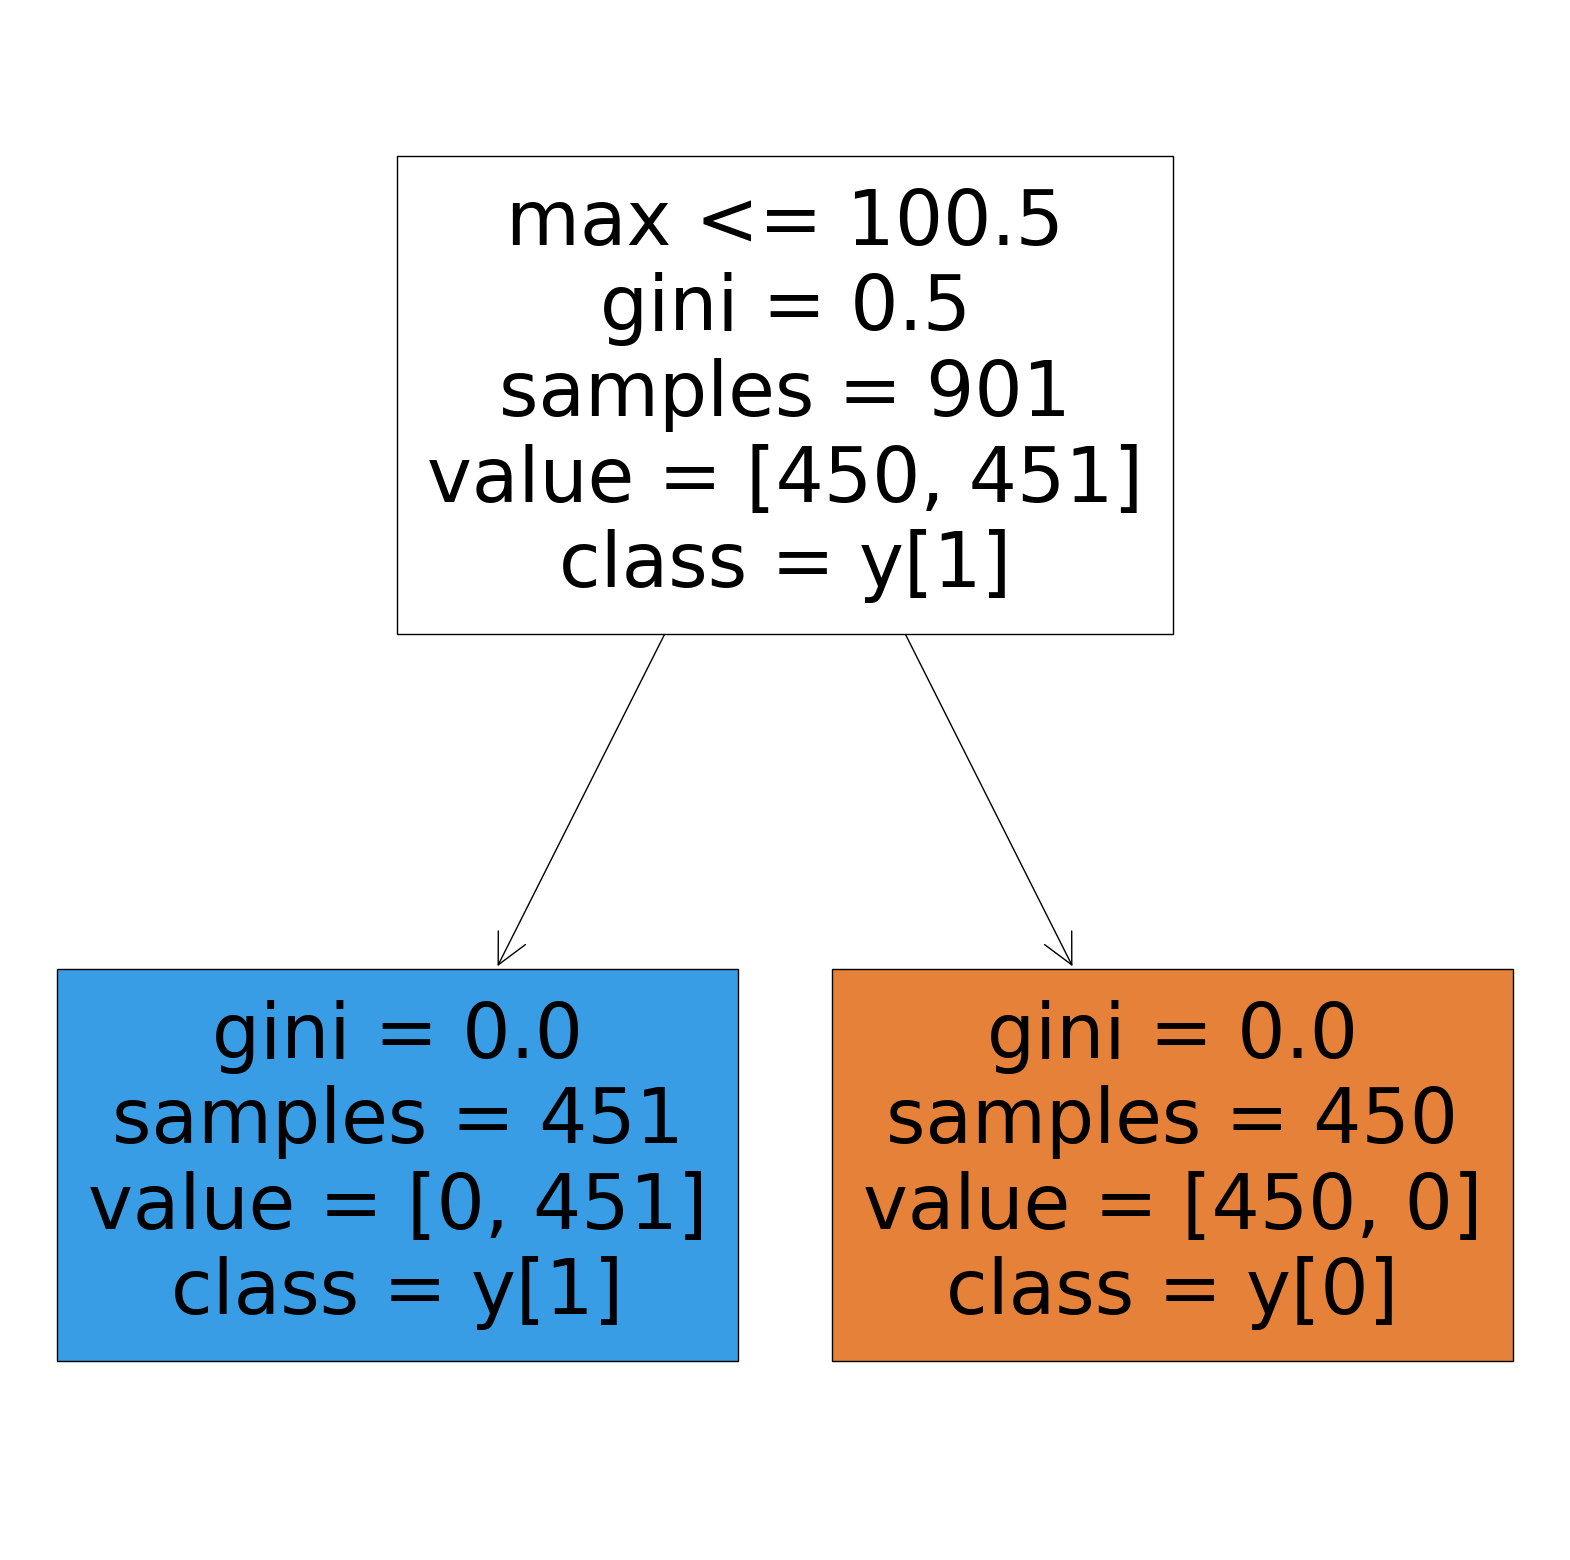 max <= 100.5
gini = 0.5
samples = 901
value = [450, 451]
class = y[1]
gini = 0.0
samples = 451
value = [0, 451]
class = y[1]
gini = 0.0
samples = 450
value = [450, 0]
class = y[0]